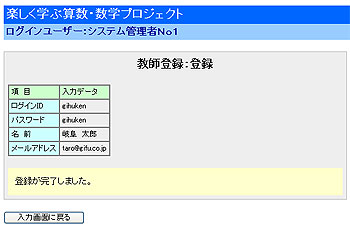 楽しく学ぶ算数・数学プロジェクト
ログインユーザー:システム管理者No1
教師登録:登録
項 目 入力データ
ログインID gihuken
パスワード gihuken
名 前 岐阜 太郎
メールアドレス taro@gifu.co.jp
登録が完了しました。
入力画面に戻る